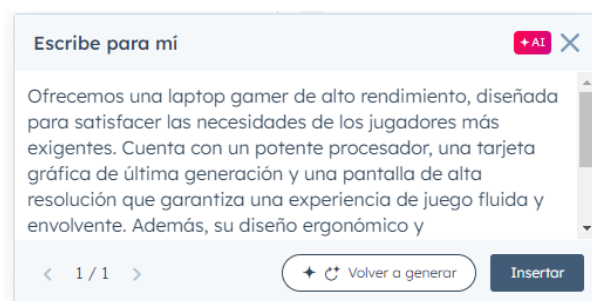 Escribe para mí
AI
Ofrecemos una laptop gamer de alto rendimiento, diseñada
para satisfacer las necesidades de los jugadores más
exigentes. Cuenta con un potente procesador, una tarjeta
gráfica de última generación y una pantalla de alta
resolución que garantiza una experiencia de juego fluida y
envolvente. Además, su diseño ergonómico y
1 / 1
Volver a generar
Insertar